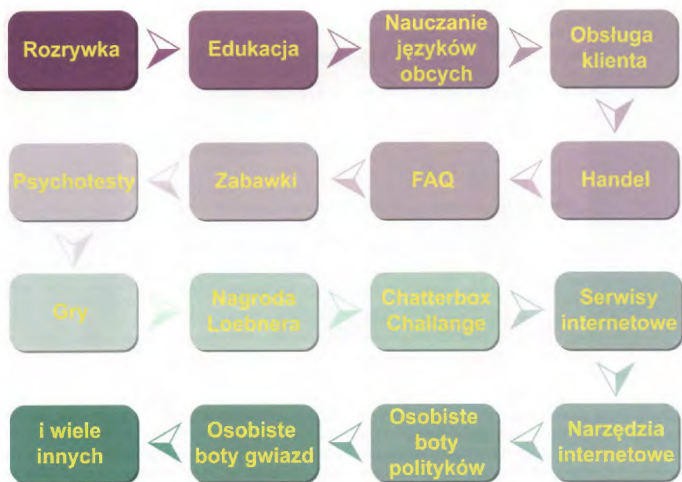 Rozrywka
Edukacja
Nauczanie
języków
obcych
Obsługa
klienta
Handel
FAQ
Zabawki
Psychotesty
Gry
Nagroda
Loebnera
Chatterbox
Challange
Serwisy
internetowe
Narzędzia
internetowe
Osobiste
boty
polityków
Osobiste
boty gwiazd
i wiele
innych